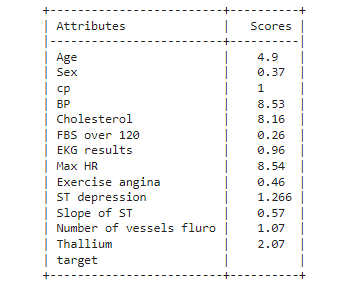 Attributes Scores
Age 4.9
Sex 0.37
cp 1
BP 8.53
Cholesterol 8.16
FBS over 120 0.26
EKG results 0.96
Max HR 8.54
Exercise angina 0.46
ST depression 1.266
Slope of ST 0.57
Number of vessels fluro 1.07
Thallium 2.07
target